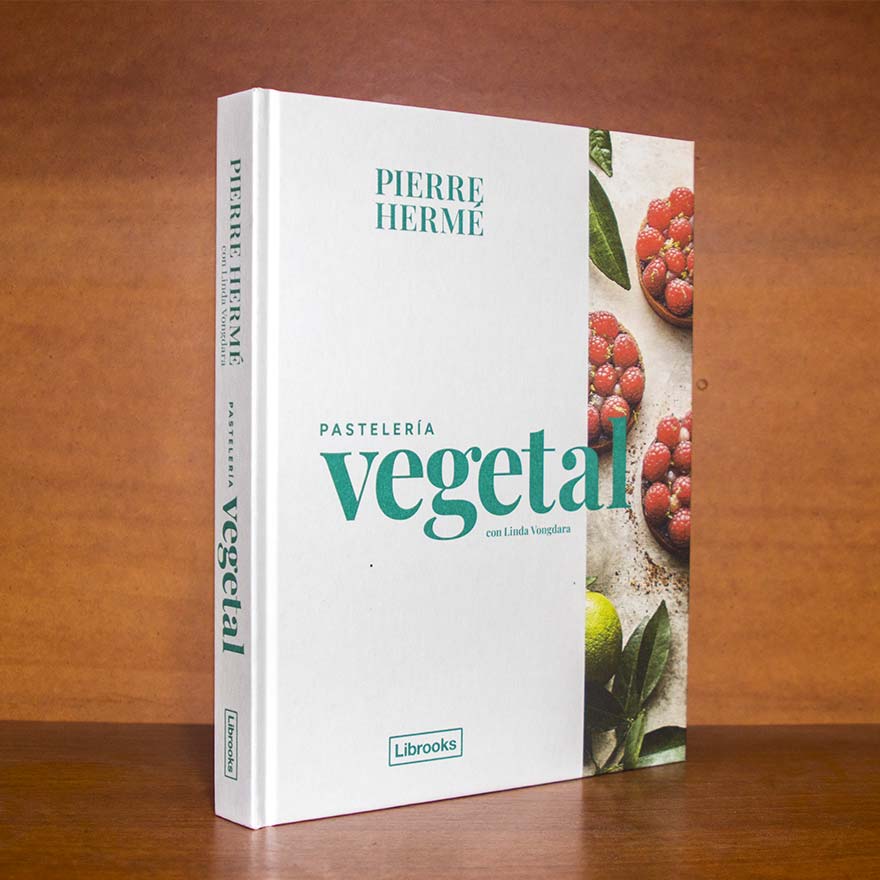 PIERRE HERMÉ
con Linda Vongdara
PASTELERÍA
vegetal
Librooks
PIERRE
HERMÉ
PASTELERÍA
vegetal
con Linda Vongdara
Librooks